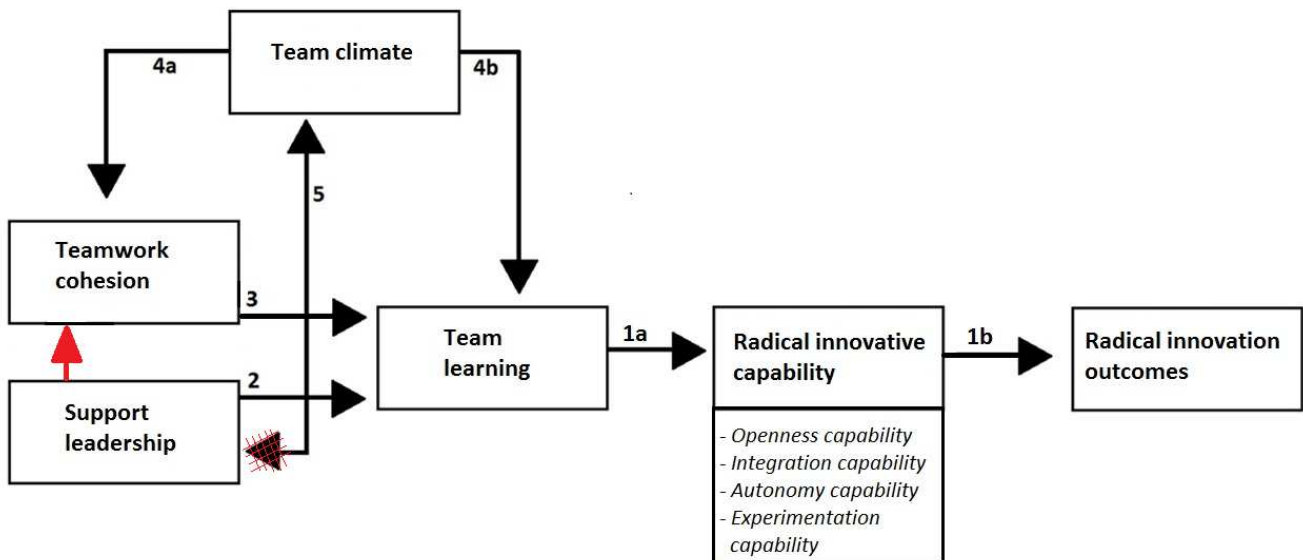 Team climate
4a
4b
5
Teamwork
cohesion
3
Team
learning
1a
Radical innovative
capability
1b
Radical innovation
outcomes
2
Support
leadership
- Openness capability
- Integration capability
- Autonomy capability
- Experimentation
capability